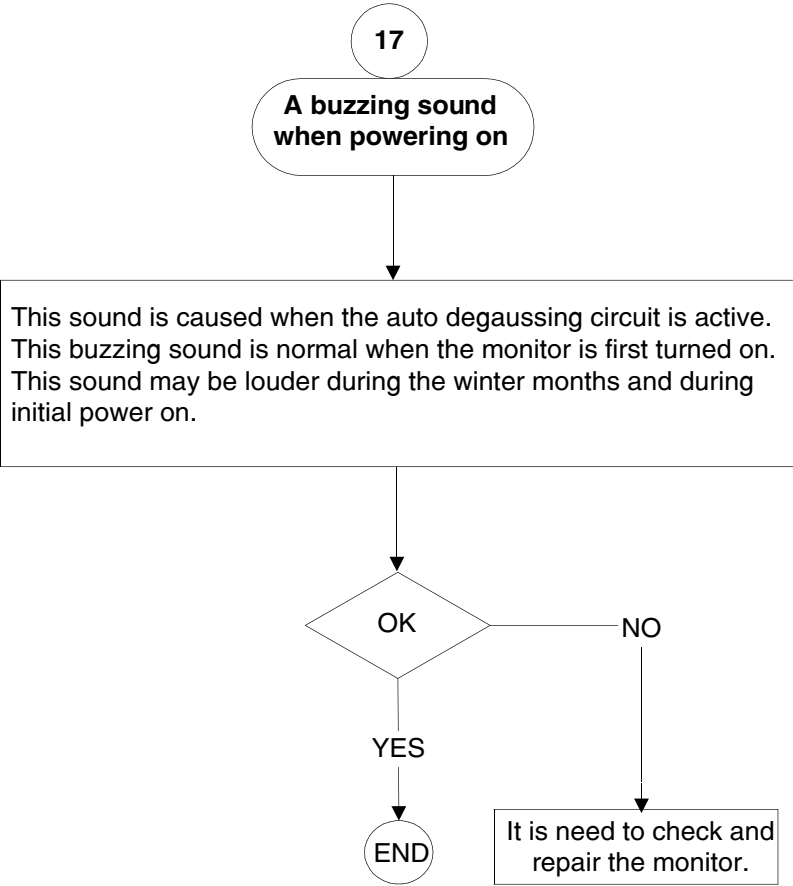 17
A buzzing sound
when powering on
This sound is caused when the auto degaussing circuit is active.
This buzzing sound is normal when the monitor is first turned on.
This sound may be louder during the winter months and during
initial power on.
OK
NO
YES
END
It is need to check and
repair the monitor.